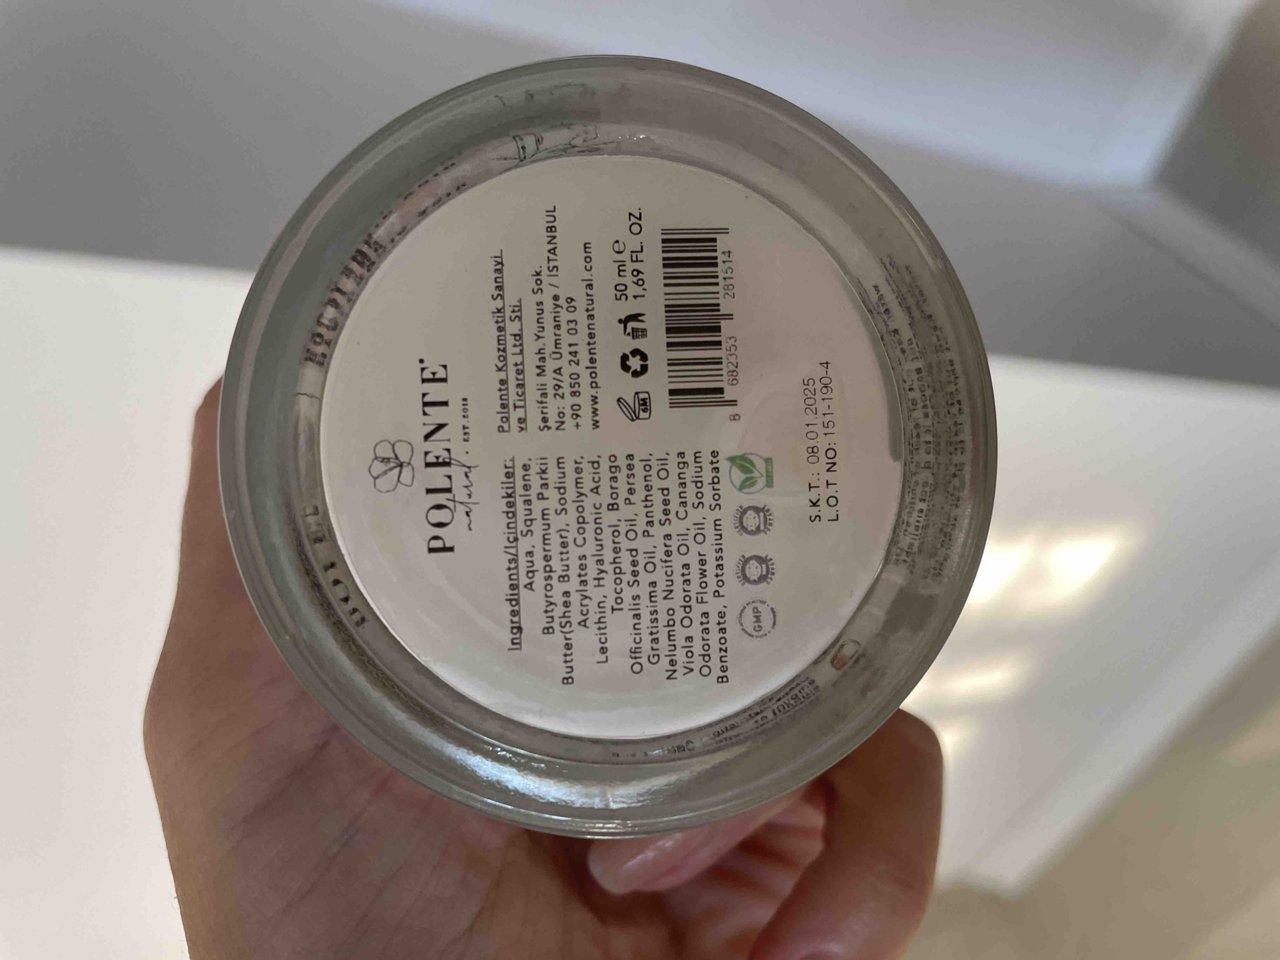 POLENTE
natural . EST.2018
Ingredients/İçindekiler:
Aqua, Squalene,
Butyrospermum Parkii
Butter(Shea Butter), Sodium
Acrylates Copolymer,
Lecithin, Hyaluronic Acid,
Tocopherol, Borago
Officinalis Seed Oil, Persea
Gratissima Oil, Panthenol,
Nelumbo Nucifera Seed Oil,
Viola Odorata Oil, Cananga
Odorata Flower Oil, Sodium
Benzoate, Potassium Sorbate
GMP
Polente Kozmetik Sanayi
ve Ticaret Ltd. Sti.
Şerifali Mah.Yunus Sok.
No: 29/A Ümraniye / İSTANBUL
+90 850 241 03 09
www.polentenatural.com
6M
50 ml e
1,69 FL. OZ.
8 682353 281514
S.K.T.: 08.01.2025
L.O.T NO: 151-190-4